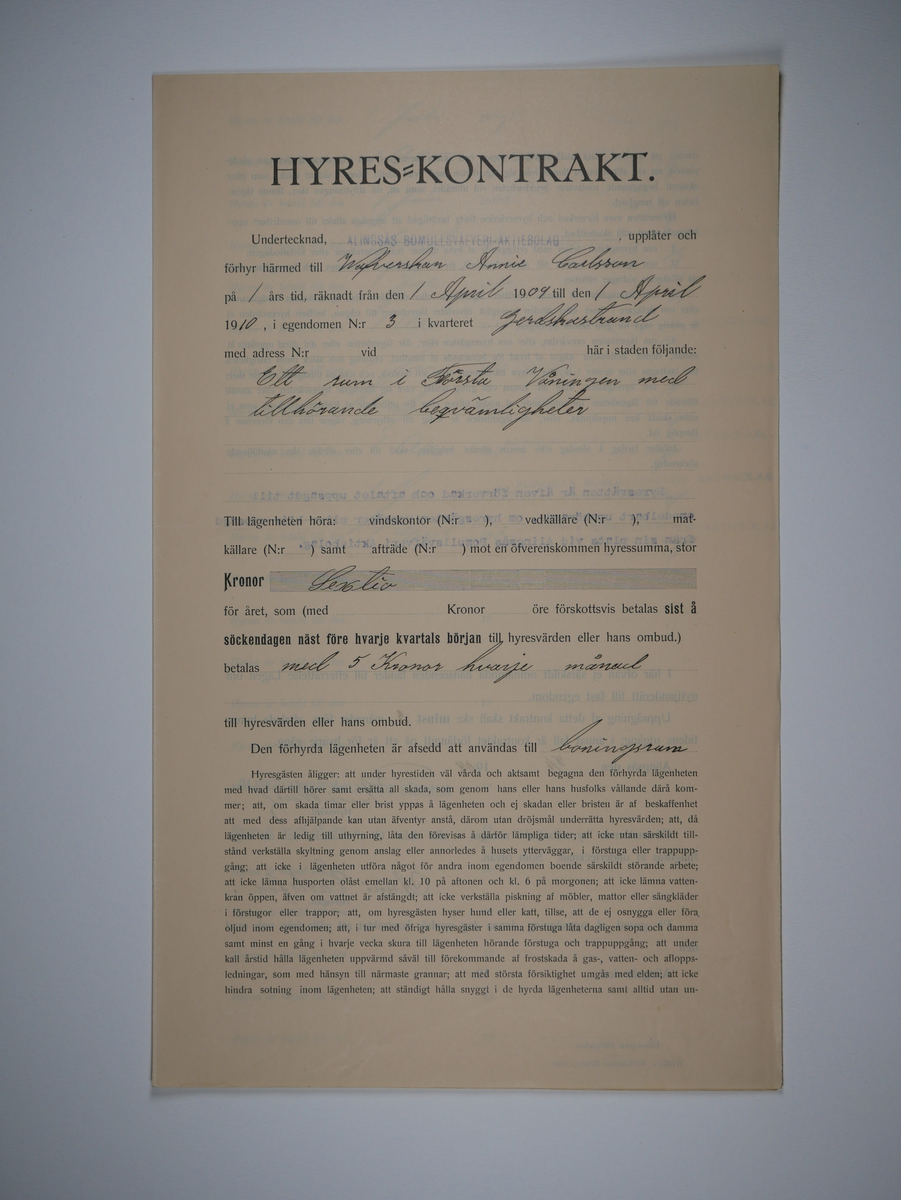 HYRES=KONTRAKT.
Undertecknad, ALINGSÅS BOMULLSVÄFVERI-AKTIEBOLAG, upplåter och
förhyr härmed till Wäfverskan Annie Carlsson
på 1 års tid, räknadt från den 1 April 1909 till den 1 April
1910, i egendomen N:r 3 i kvarteret Gerdskastrand
med adress N:r vid här i staden följande:
Ett rum i Första Våningen med
tillhörande beqvämligheter
Till lägenheten höra: vindskontor (N:r ), vedkällare (N:r ), mat-
källare (N:r ) samt afträde (N:r ) mot en öfverenskommen hyressumma, stor
Kronor Sextio
för året, som (med Kronor öre förskottsvis betalas sist å
söckendagen näst före hvarje kvartals början till hyresvärden eller hans ombud.)
betalas med 5 Kronor hvarje månad
till hyresvärden eller hans ombud.
Den förhyrda lägenheten är afsedd att användas till boningsrum
Hyresgästen åligger: att under hyrestiden väl vårda och aktsamt begagna den förhyrda lägenheten
med hvad därtill hörer samt ersätta all skada, som genom hans eller hans husfolks vållande därå kom-
mer; att, om skada timar eller brist yppas å lägenheten och ej skadan eller bristen är af beskaffenhet
att med dess afhjälpande kan utan äfventyr anstå, därom utan dröjsmål underrätta hyresvärden; att, då
lägenheten är ledig till uthyrning, låta den förevisas å därför lämpliga tider; att icke utan särskildt till-
stånd verkställa skyltning genom anslag eller annorledes å husets ytterväggar, i förstuga eller trappupp-
gång; att icke i lägenheten utföra något för andra inom egendomen boende särskildt störande arbete;
att icke lämna husporten olåst emellan kl. 10 på aftonen och kl. 6 på morgonen; att icke lämna vatten-
kran öppen, äfven om vattnet är afstängdt; att icke verkställa piskning af möbler, mattor eller sängkläder
i förstugor eller trappor; att, om hyresgästen hyser hund eller katt, tillse, att de ej osnygga eller föra
oljud inom egendomen; att, i tur med öfriga hyresgäster i samma förstuga låta dagligen sopa och damma
samt minst en gång i hvarje vecka skura till lägenheten hörande förstuga och trappuppgång; att under
kall årstid hålla lägenheten uppvärmd såväl till förekommande af frostskada å gas-, vatten- och aflopps-
ledningar, som med hänsyn till närmaste grannar; att med största försiktighet umgås med elden; att icke
hindra sotning inom lägenheten; att ständigt hålla snyggt i de hyrda lägenheterna samt alltid utan un-